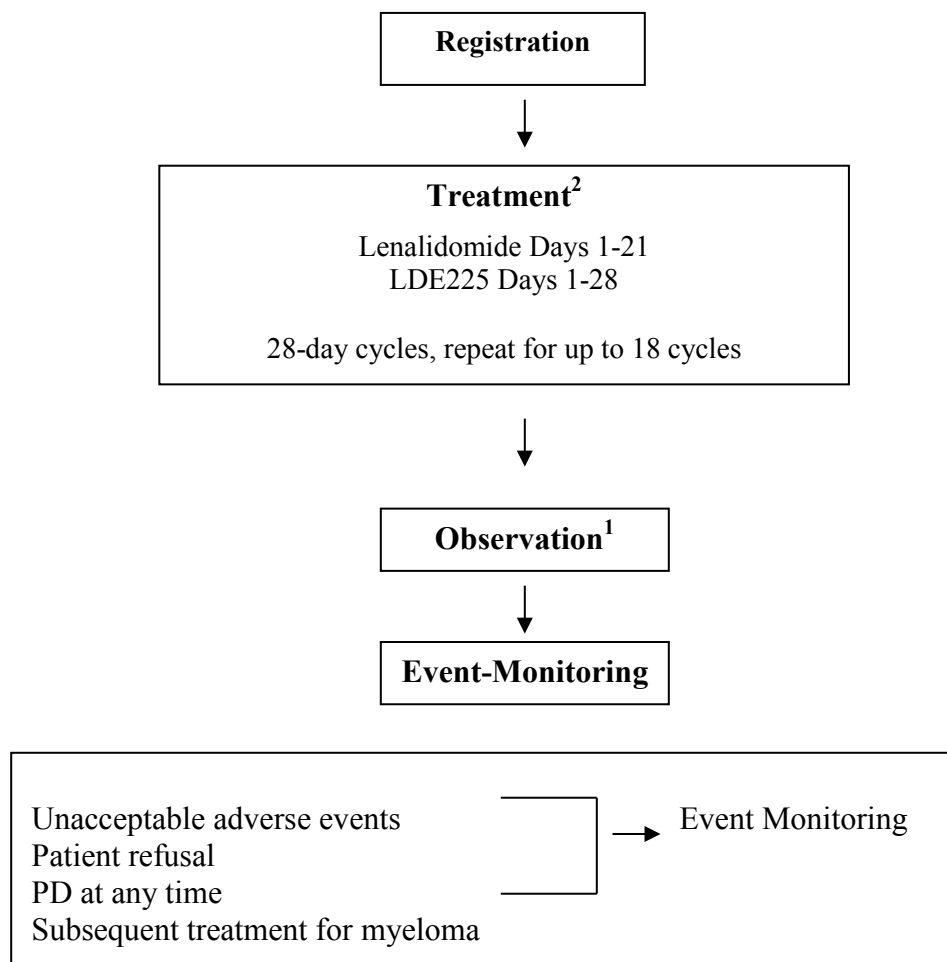 Registration
Treatment²
Lenalidomide Days 1-21
LDE225 Days 1-28
28-day cycles, repeat for up to 18 cycles
Observation¹
Event-Monitoring
Unacceptable adverse events
Event Monitoring
Patient refusal
PD at any time
Subsequent treatment for myeloma